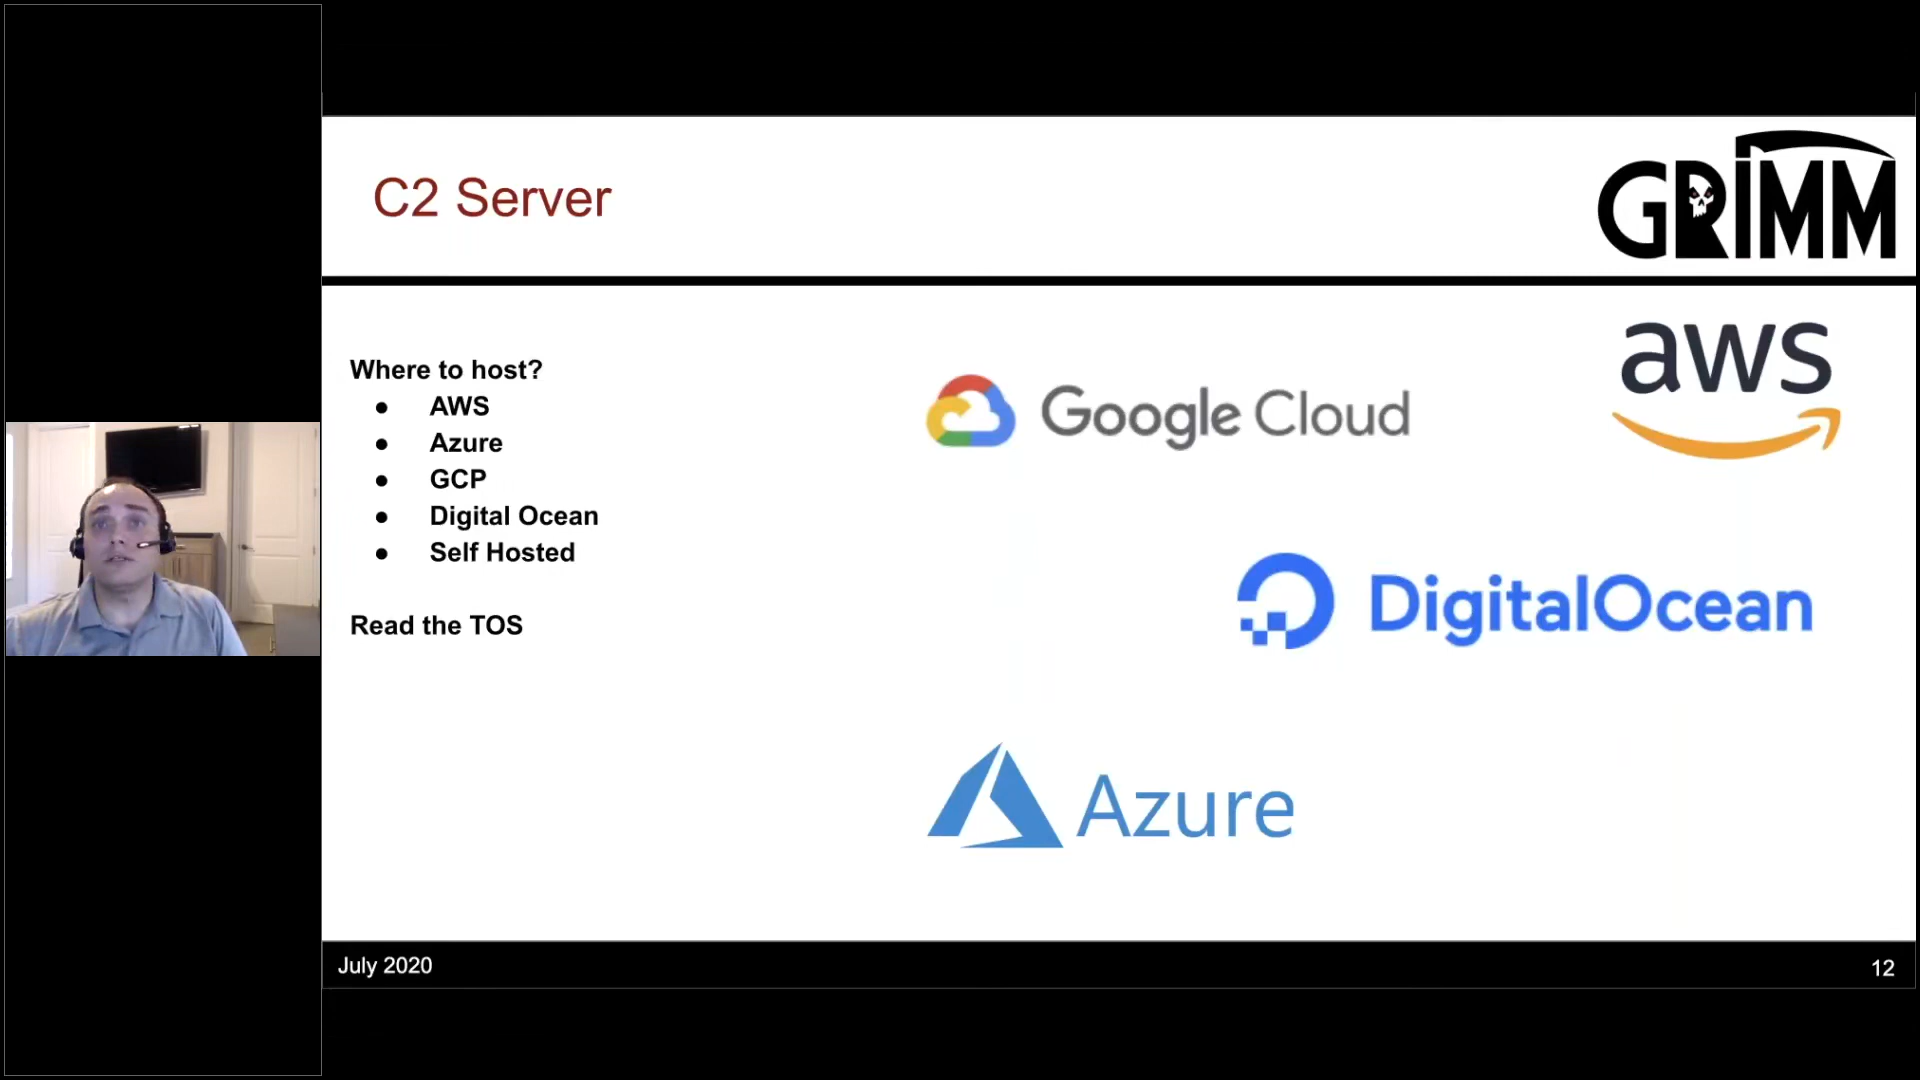 C2 Server
GRIMM
Where to host?
● AWS
● Azure
● GCP
● Digital Ocean
● Self Hosted
Read the TOS
Google Cloud
aws
DigitalOcean
Azure
July 2020
12